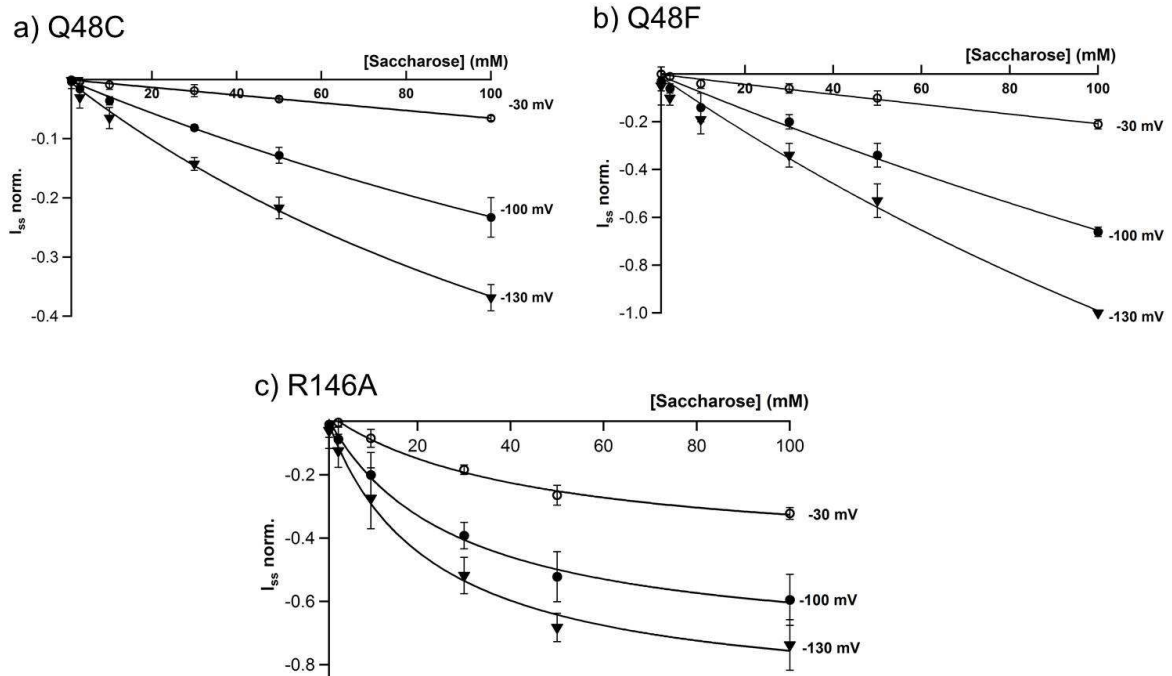 a) Q48C
[Saccharose] (mM)
20
40
60
80
100
-0.1
-0.2
-0.3
-0.4
Iss norm.
-30 mV
-100 mV
-130 mV
b) Q48F
[Saccharose] (mM)
20
40
60
80
100
-0.2
-0.4
-0.6
-0.8
-1.0
Iss norm.
-30 mV
-100 mV
-130 mV
c) R146A
[Saccharose] (mM)
20
40
60
80
100
-0.2
-0.4
-0.6
-0.8
Iss norm.
-30 mV
-100 mV
-130 mV